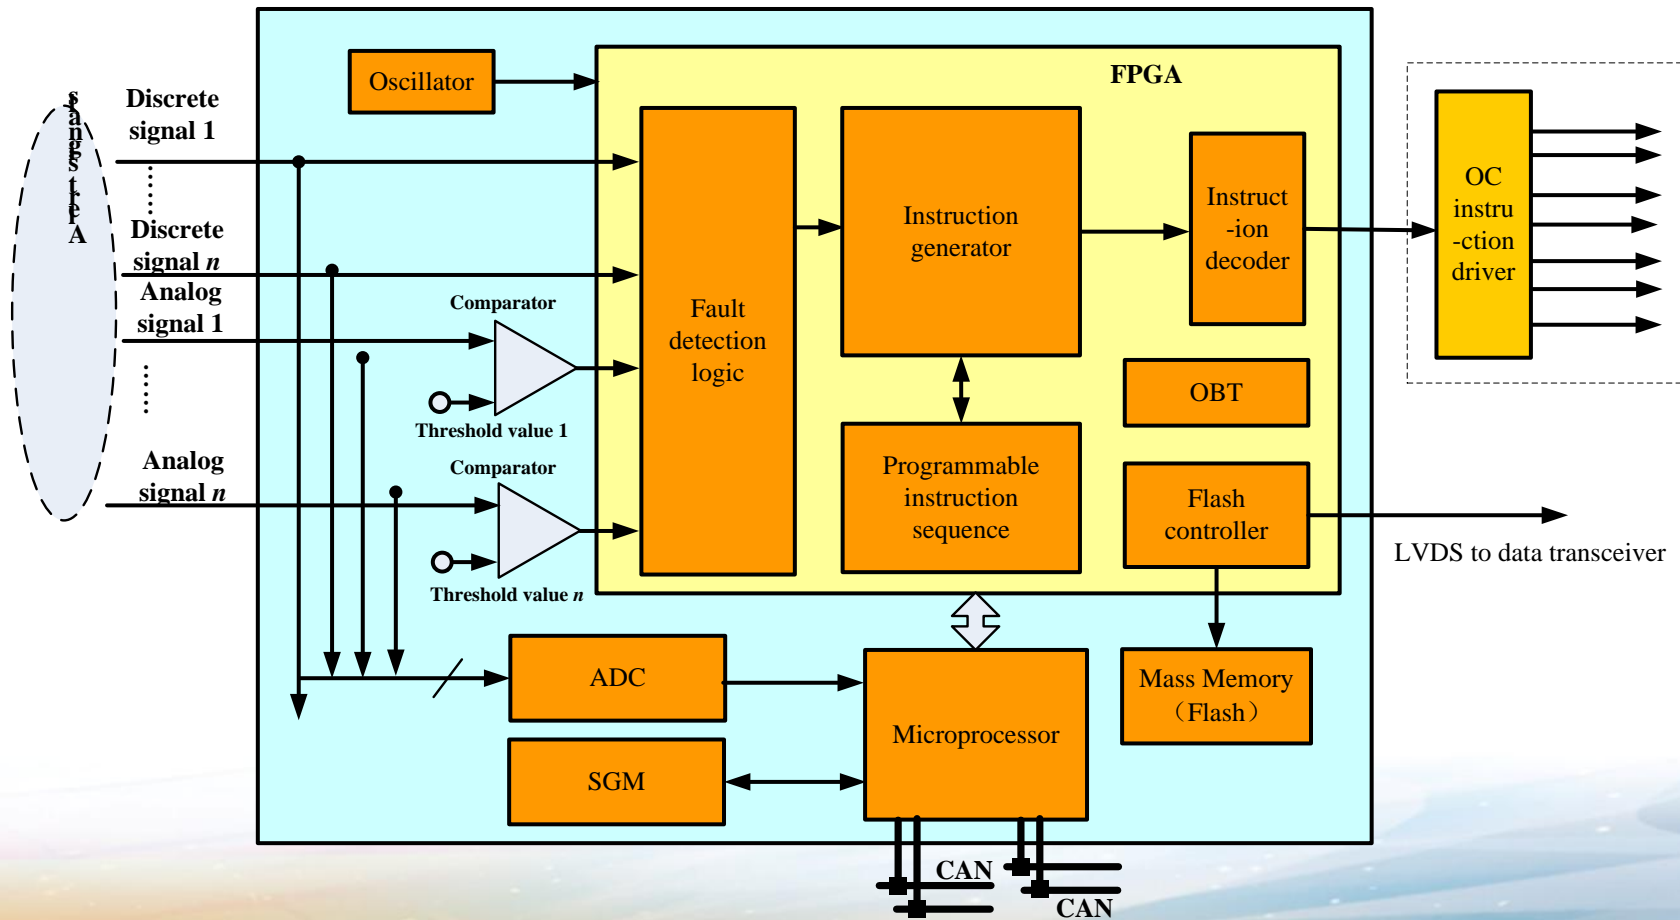 Alert signals
Oscillator
FPGA
Discrete
signal 1
......
Discrete
signal n
Analog
signal 1
.....
Analog
signal n
Comparator
Threshold value 1
Comparator
Threshold value n
Fault
detection
logic
Instruction
generator
Programmable
instruction
sequence
Instruct
-ion
decoder
OBT
Flash
controller
OC
instru
-ction
driver
LVDS to data transceiver
ADC
SGM
Microprocessor
Mass Memory
（Flash）
CAN
CAN